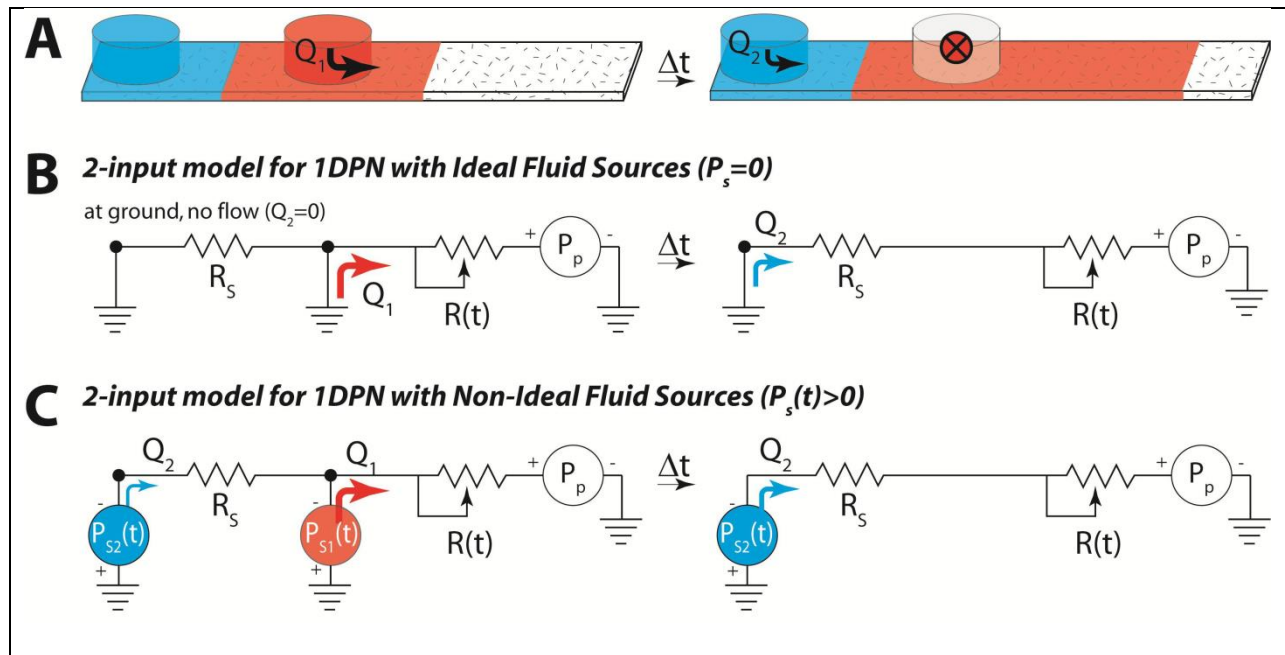 A
Q1
Δt
Q2
B 2-input model for 1DPN with Ideal Fluid Sources (Ps=0)
at ground, no flow (Q2=0)
RS
Q1
R(t)
+ Pp -
Δt
Q2
RS
R(t)
+ Pp -
C 2-input model for 1DPN with Non-Ideal Fluid Sources (Ps(t)>0)
Q2
RS
Q1
R(t)
+ Pp -
- PS2(t) +
- PS1(t) +
Δt
Q2
RS
R(t)
+ Pp -
- PS2(t) +